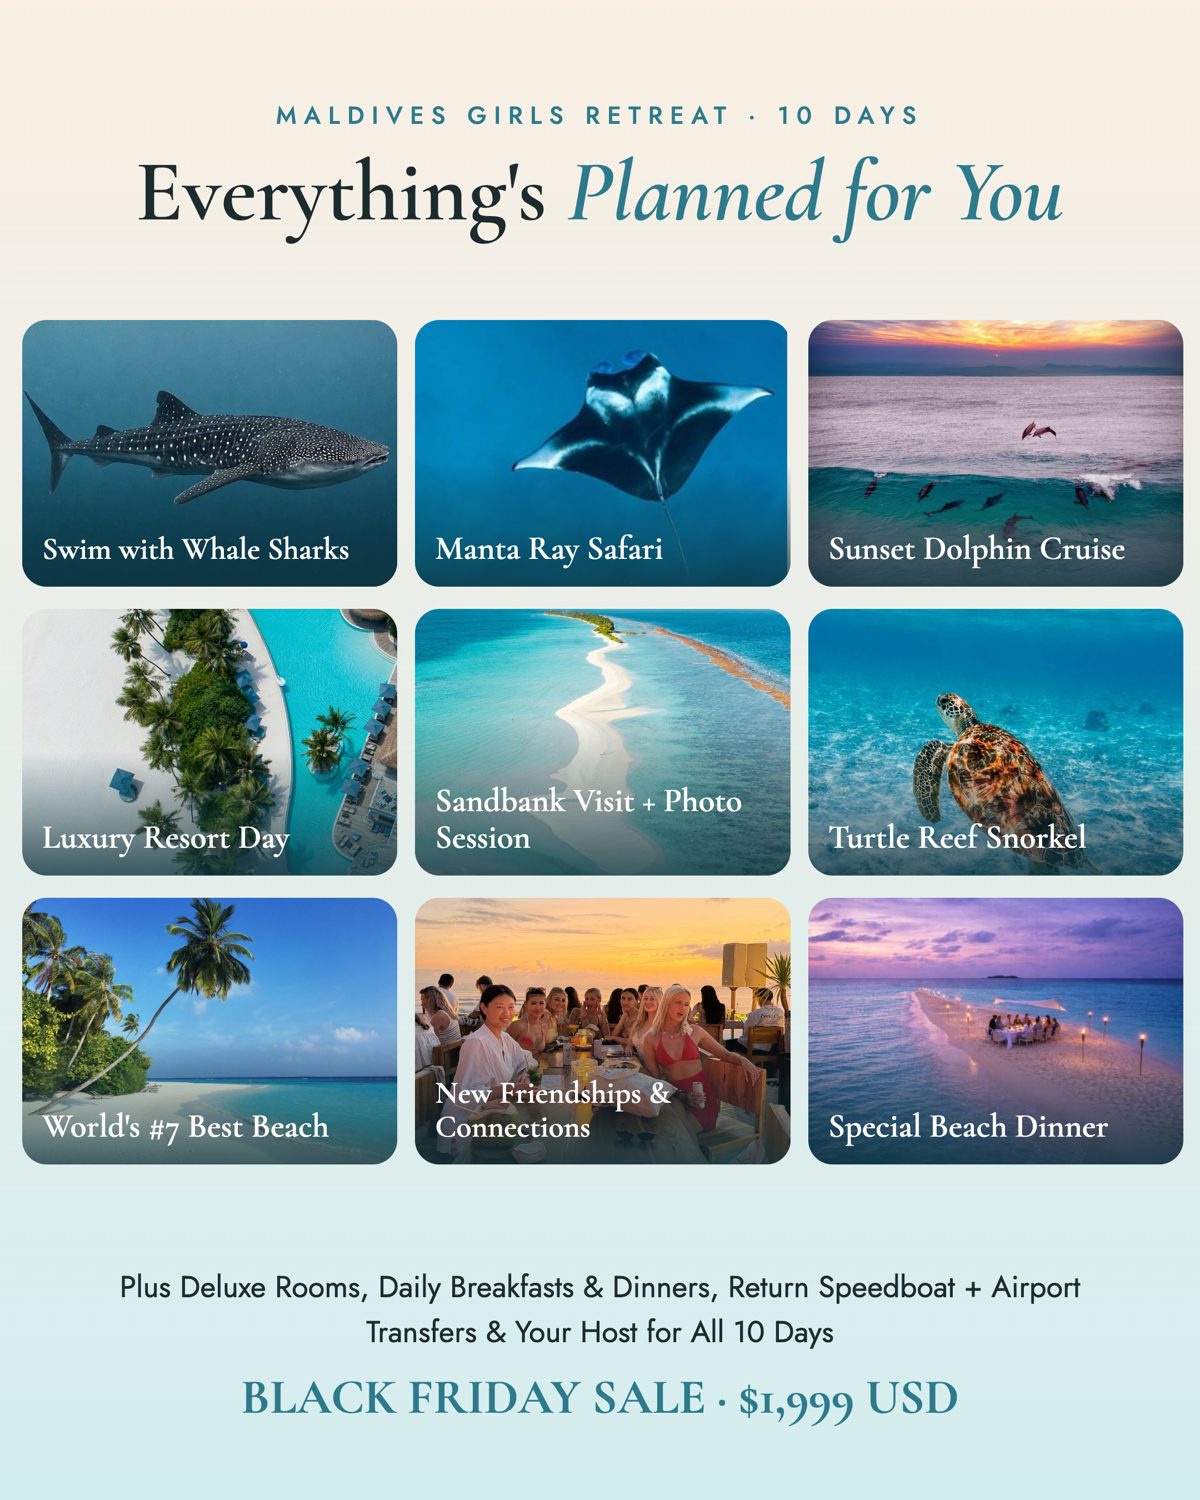 MALDIVES GIRLS RETREAT · 10 DAYS
Everything's Planned for You
Swim with Whale Sharks
Manta Ray Safari
Sunset Dolphin Cruise
Luxury Resort Day
Sandbank Visit + Photo
Session
Turtle Reef Snorkel
World's #7 Best Beach
New Friendships &
Connections
Special Beach Dinner
Plus Deluxe Rooms, Daily Breakfasts & Dinners, Return Speedboat + Airport
Transfers & Your Host for All 10 Days
BLACK FRIDAY SALE · $1,999 USD